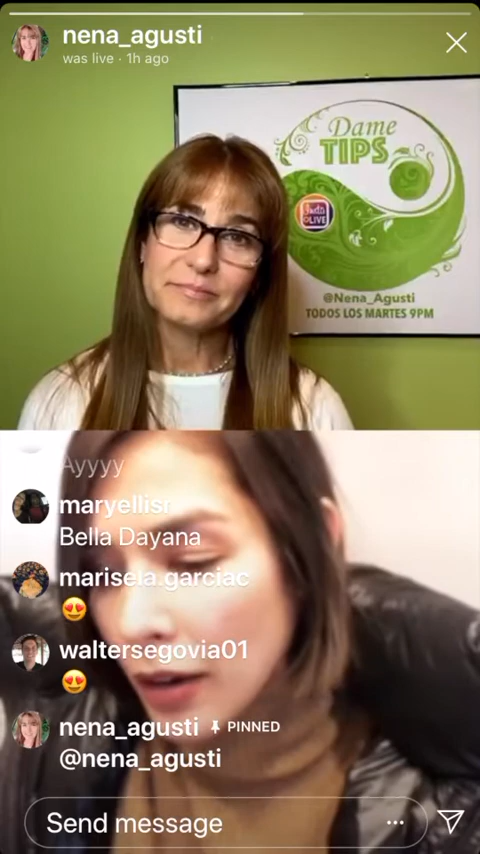 nena_agusti
was live · 1h ago
Dame
TIPS
Insta
LIVE
@Nena_Agusti
TODOS LOS MARTES 9PM
Ayyyy
maryellisr
Bella Dayana
marisela.garciac
😍
waltersegovia01
😍
nena_agusti PINNED
@nena_agusti
Send message